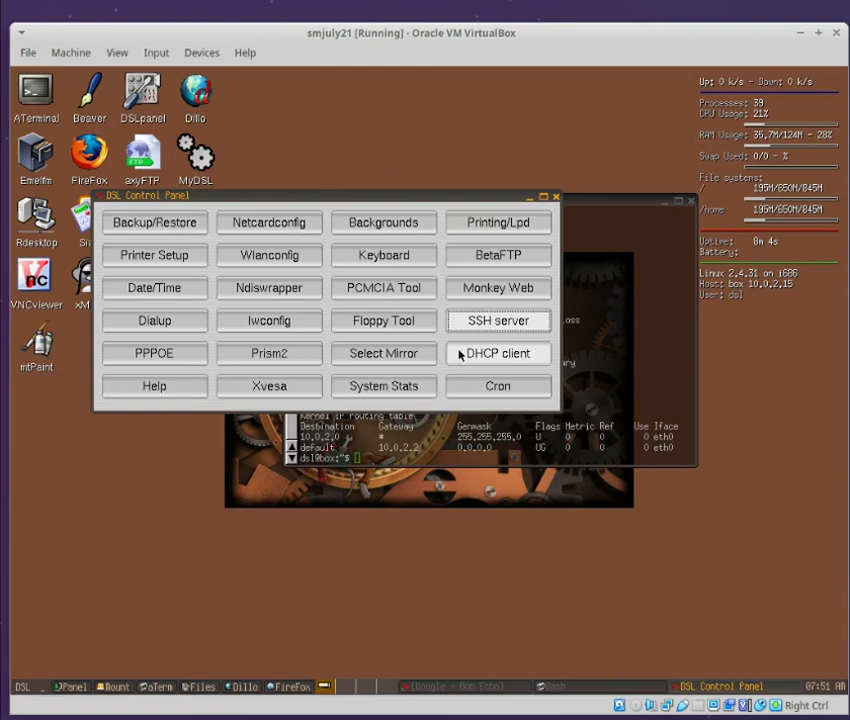 smjuly21 [Running] - Oracle VM VirtualBox
File Machine View Input Devices Help
ATerminal Beaver DSLpanel Dillo
Emelfm FireFox axyFTP MyDSL
Rdesktop
VNCviewer
mtPaint
Up: 0 k/s - Down: 0 k/s
Processes: 39
CPU Usage: 21%
RAM Usage: 35.7M/124M - 28%
Swap Used: 0/0 - %
File systems:
/ 195M/650M/845M
/home 195M/650M/845M
Uptime: 0m 4s
Battery:
Linux 2.4.31 on i686
Host: box 10.0.2.15
User: dsl
DSL Control Panel
Backup/Restore Netcardconfig Backgrounds Printing/Lpd
Printer Setup Wlanconfig Keyboard BetaFTP
Date/Time Ndiswrapper PCMCIA Tool Monkey Web
Dialup Iwconfig Floppy Tool SSH server
PPPOE Prism2 Select Mirror DHCP client
Help Xvesa System Stats Cron
Kernel IP routing table
Destination Gateway Genmask Flags Metric Ref Use Iface
10.0.2.0 * 255.255.255.0 U 0 0 0 eth0
default 10.0.2.2 0.0.0.0 UG 0 0 0 eth0
dsl@box:~$
DSL Panel Mount aTerm Files Dillo FireFox [Google - Bon Echo] Bash DSL Control Panel 07:51 AM
Right Ctrl